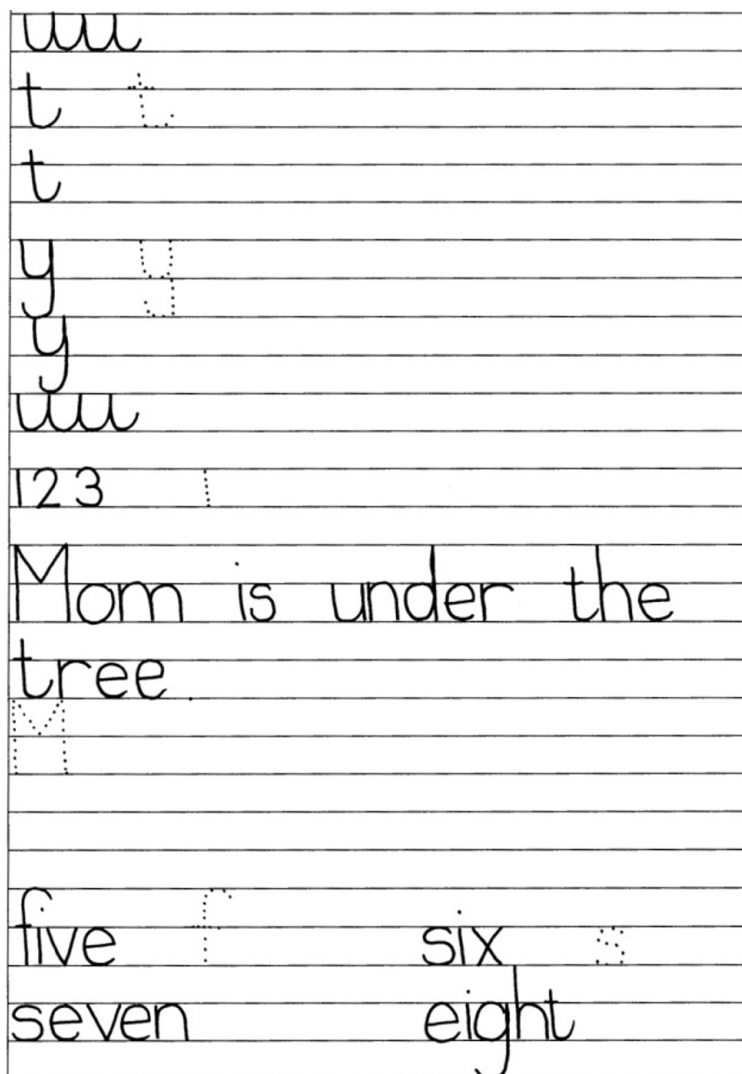 uuu
t t
t
y y
y
uuu
123 1
Mom is under the
tree.
M
five f six s
seven eight